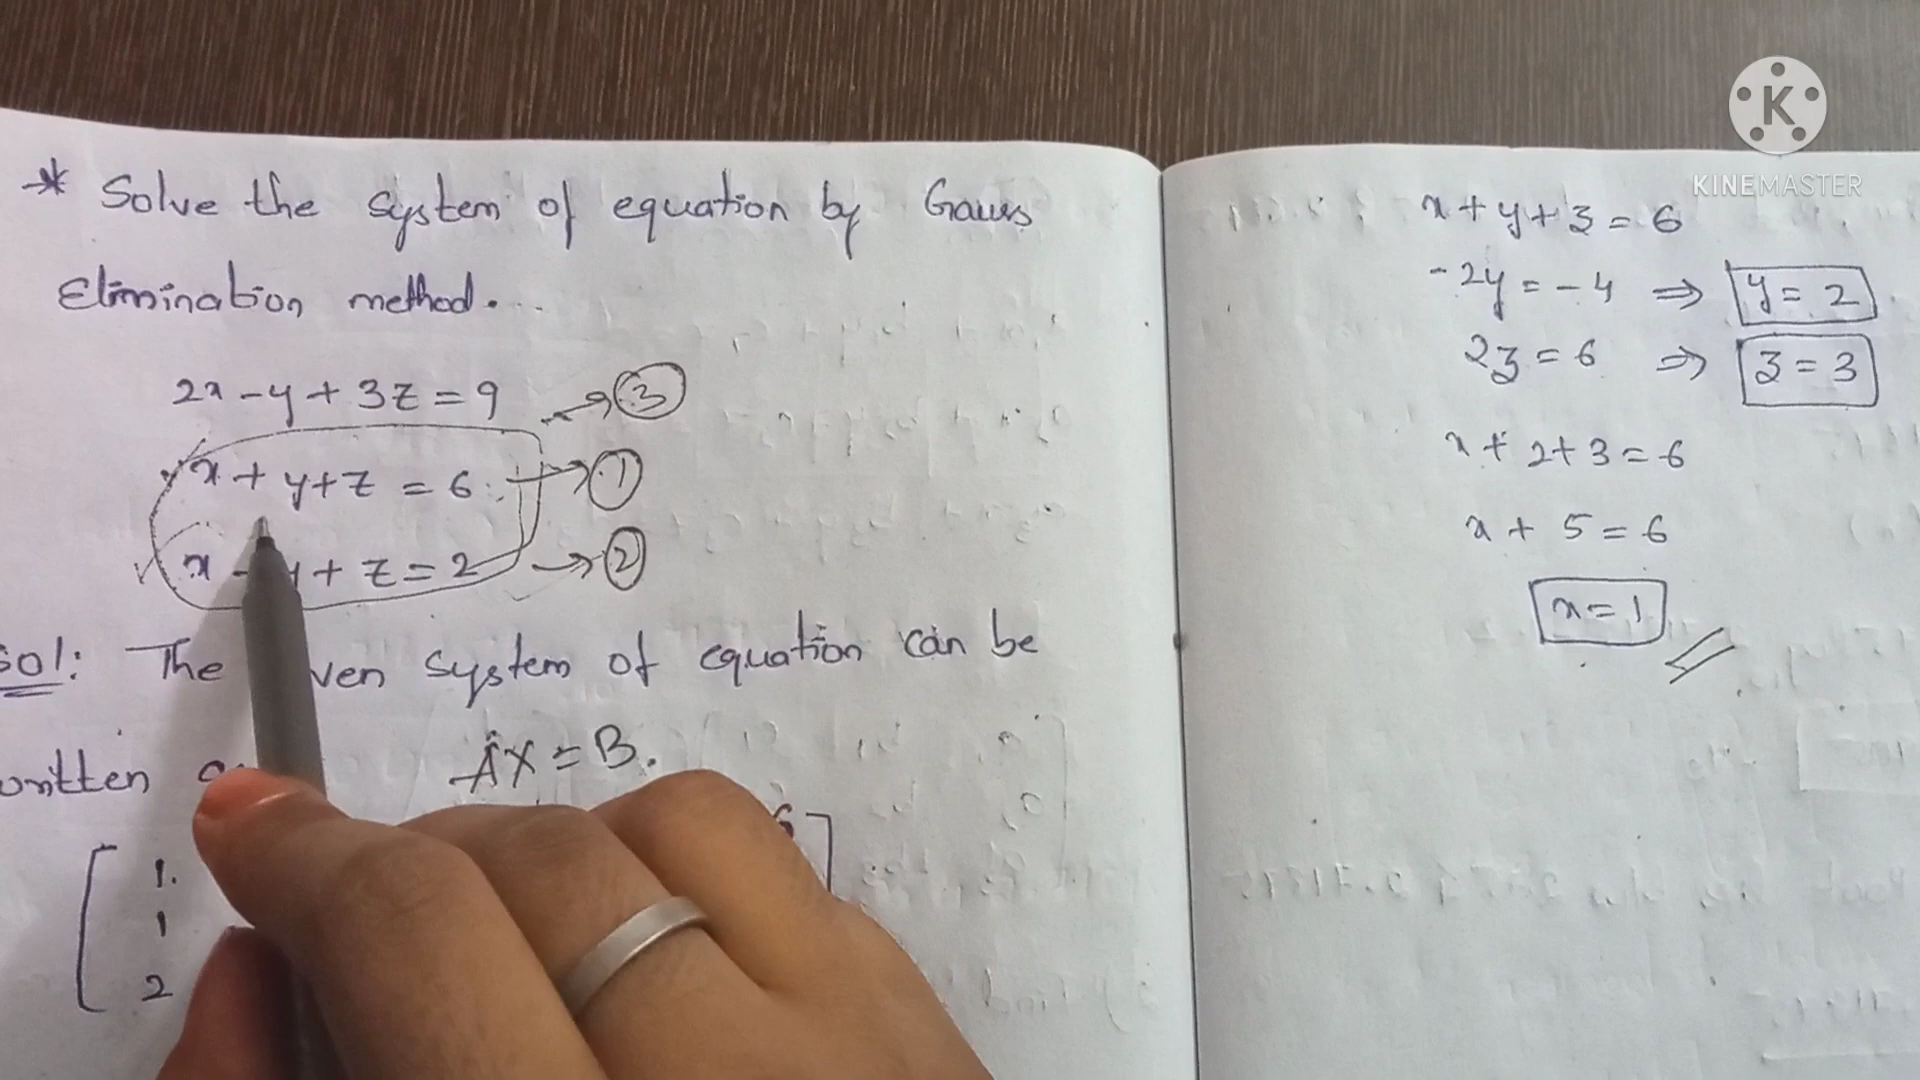 * Solve the system of equation by Gauss
Elimination method.
2x - y + 3z = 9 → 3
x + y + z = 6 → 1
x - y + z = 2 → 2
Sol: The ven system of equation can be
written AX = B.
1 6
1
2
x + y + z = 6
-2y = -4 ⇒ y = 2
2z = 6 ⇒ z = 3
x + 2 + 3 = 6
x + 5 = 6
x = 1
K
KINEMASTER